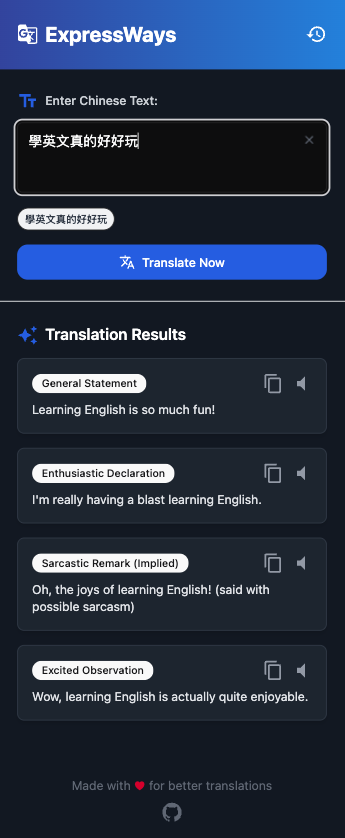 ExpressWays
Enter Chinese Text:
學英文真的好好玩
學英文真的好好玩
Translate Now
Translation Results
General Statement
Learning English is so much fun!
Enthusiastic Declaration
I'm really having a blast learning English.
Sarcastic Remark (Implied)
Oh, the joys of learning English! (said with
possible sarcasm)
Excited Observation
Wow, learning English is actually quite enjoyable.
Made with ❤ for better translations